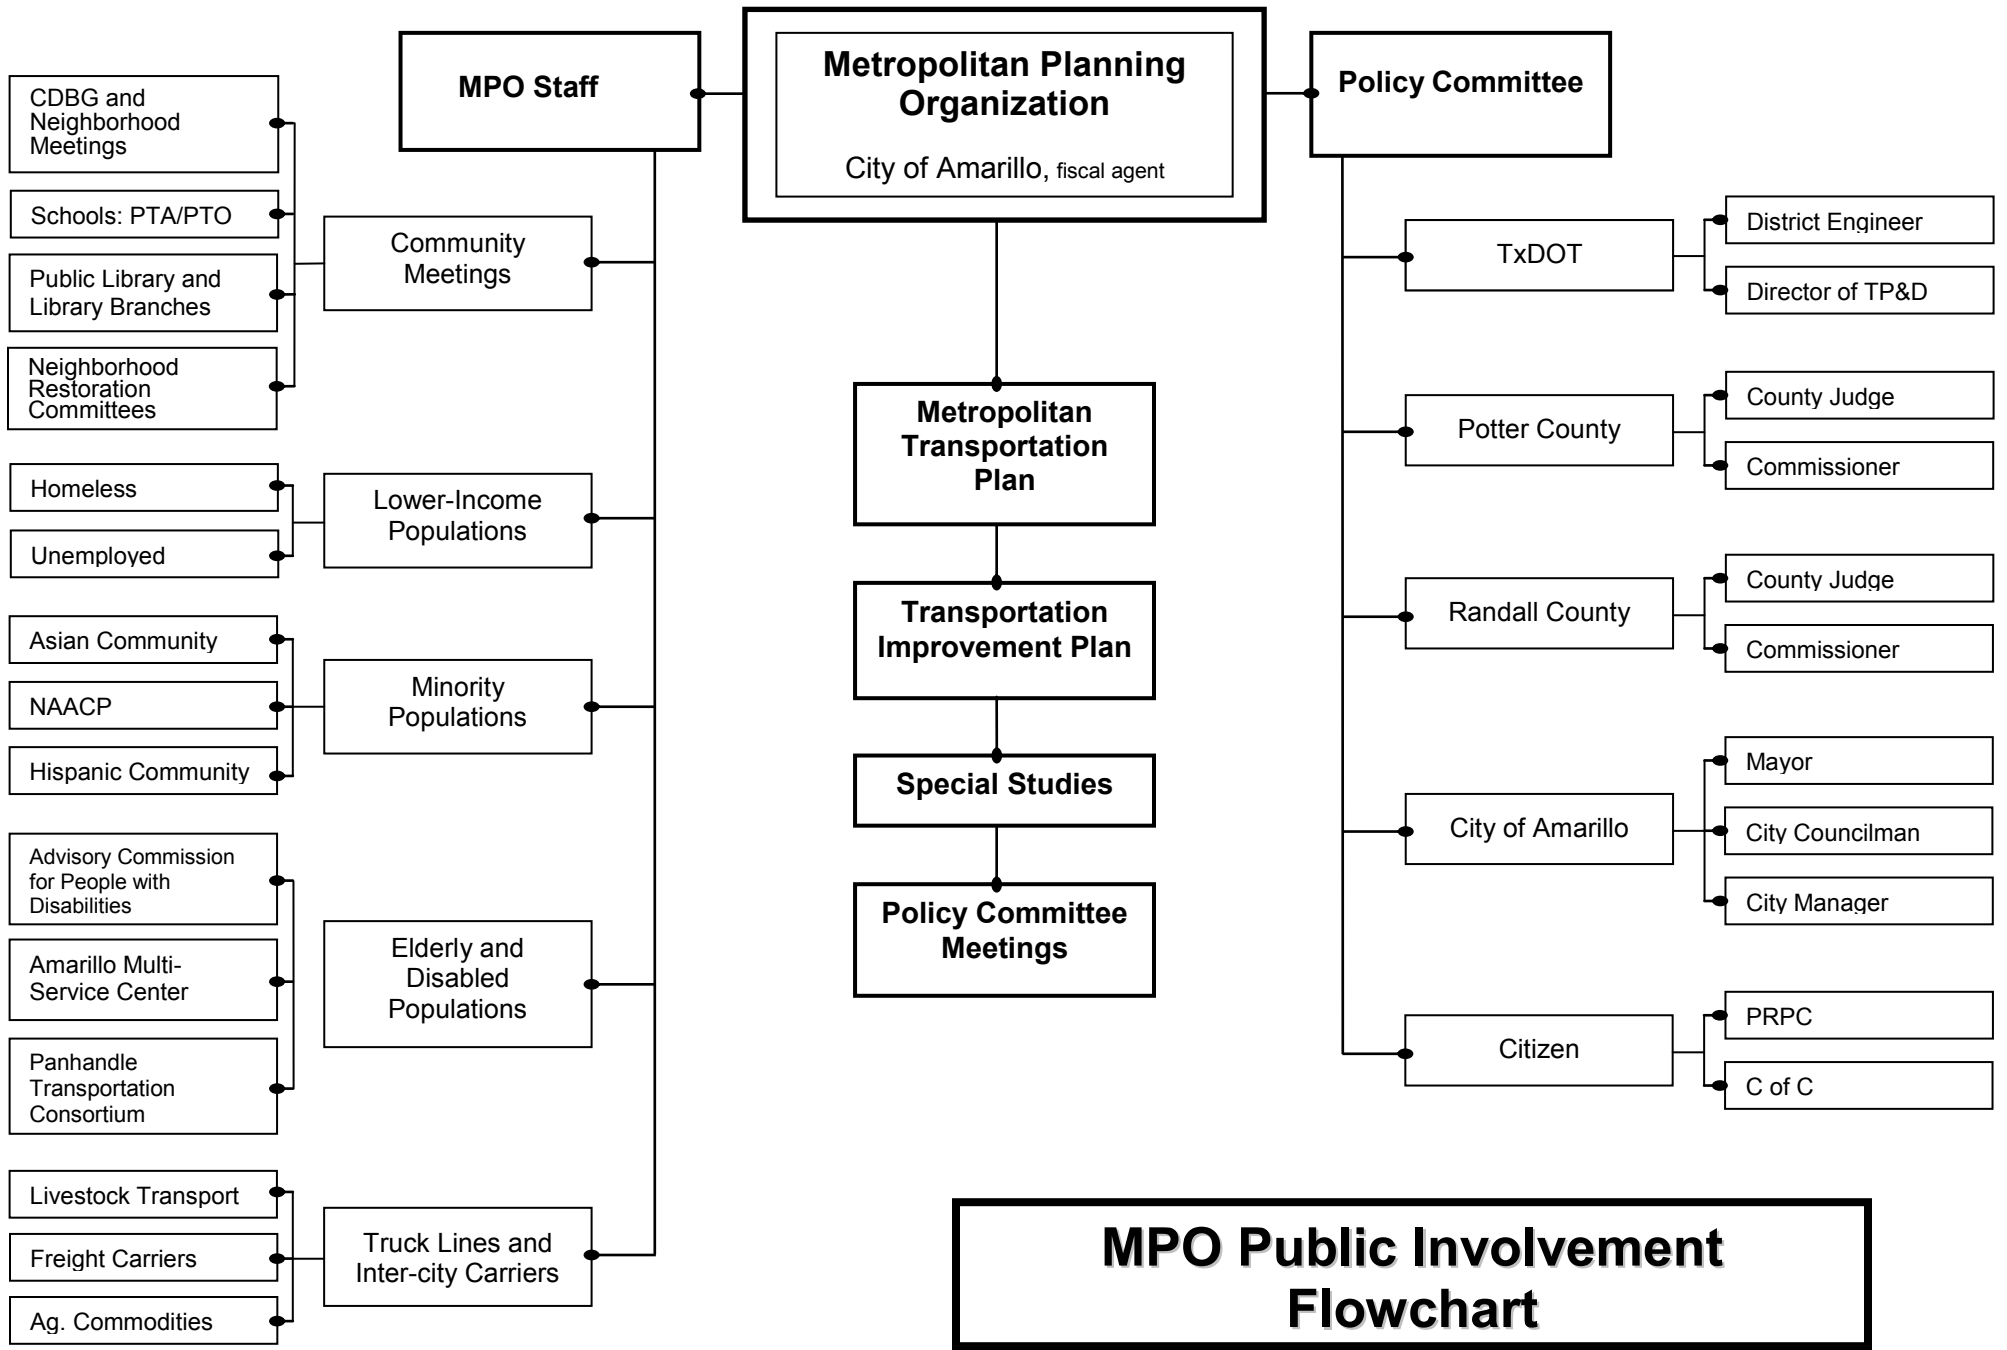 MPO Staff
Metropolitan Planning
Organization
City of Amarillo, fiscal agent
Policy Committee
CDBG and
Neighborhood
Meetings
Schools: PTA/PTO
Public Library and
Library Branches
Neighborhood
Restoration
Committees
Community
Meetings
Homeless
Unemployed
Lower-Income
Populations
Asian Community
NAACP
Hispanic Community
Minority
Populations
Advisory Commission
for People with
Disabilities
Amarillo Multi-
Service Center
Panhandle
Transportation
Consortium
Elderly and
Disabled
Populations
Livestock Transport
Freight Carriers
Ag. Commodities
Truck Lines and
Inter-city Carriers
Metropolitan
Transportation
Plan
Transportation
Improvement Plan
Special Studies
Policy Committee
Meetings
TxDOT
District Engineer
Director of TP&D
Potter County
County Judge
Commissioner
Randall County
County Judge
Commissioner
City of Amarillo
Mayor
City Councilman
City Manager
Citizen
PRPC
C of C
MPO Public Involvement
Flowchart